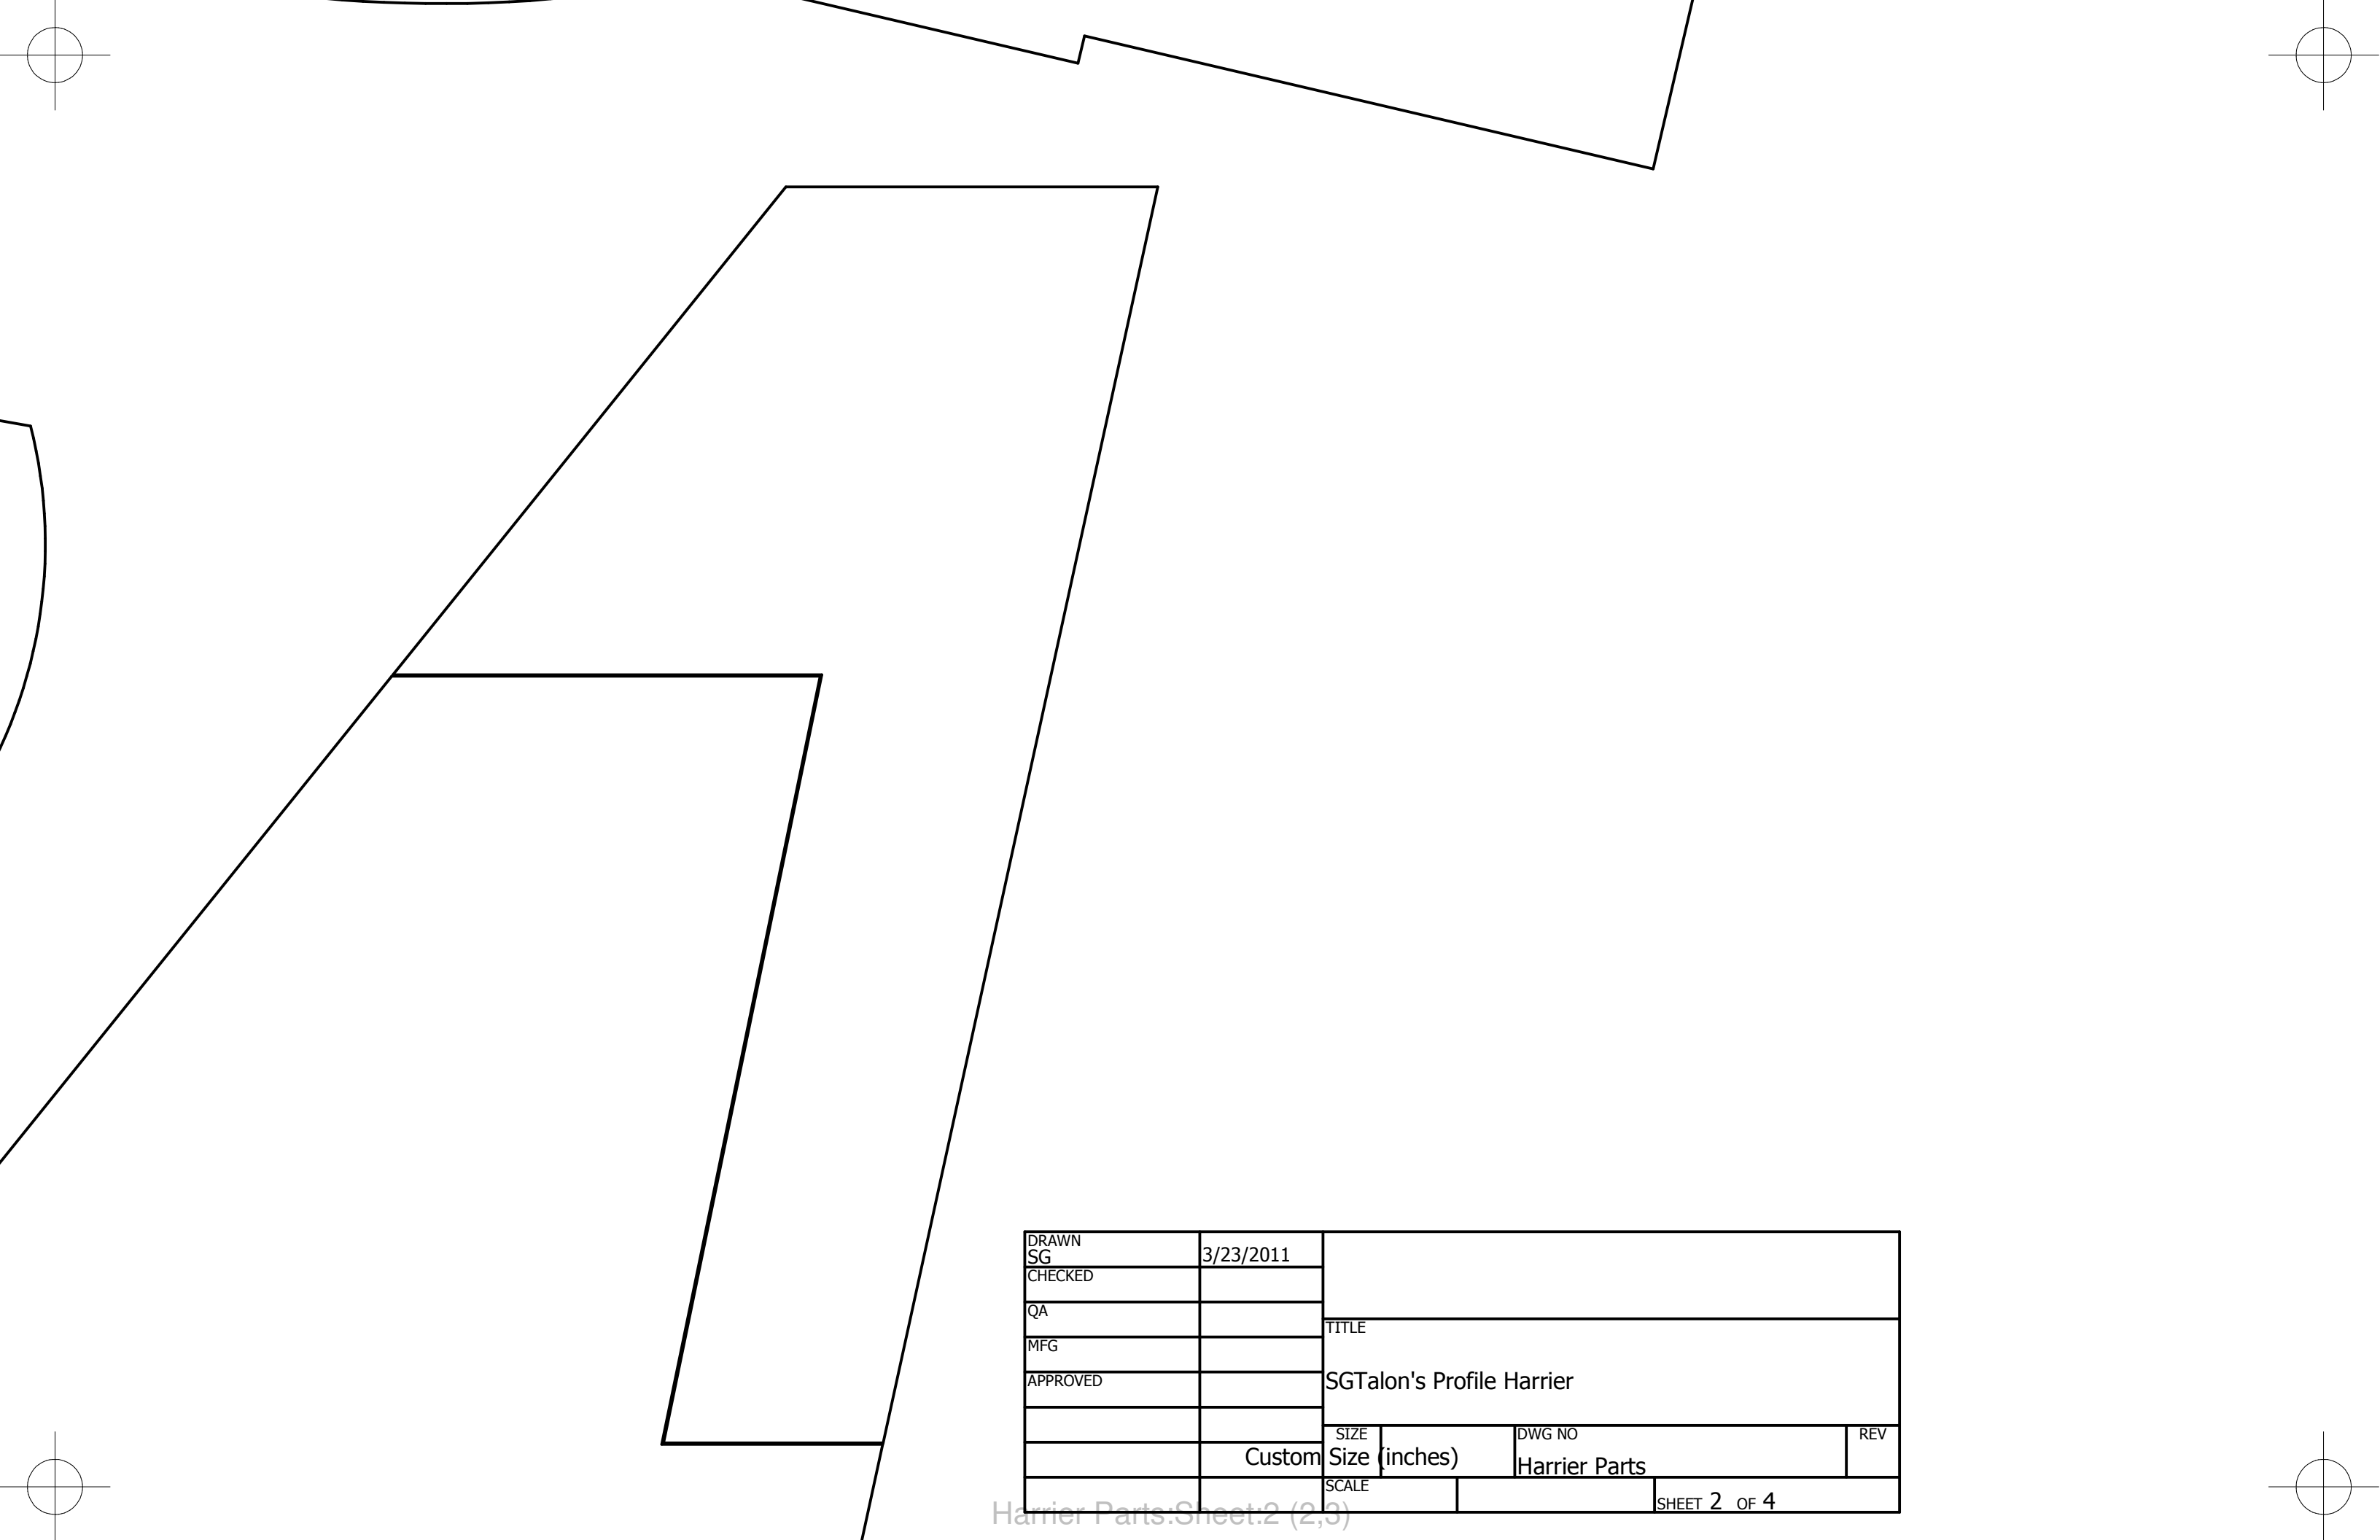 DRAWN
SG
3/23/2011
CHECKED
QA
MFG
APPROVED
TITLE
SGTalon's Profile Harrier
SIZE
Custom Size (inches)
DWG NO
Harrier Parts
REV
SCALE
SHEET 2 OF 4
Harrier Parts:Sheet:2 (2,3)